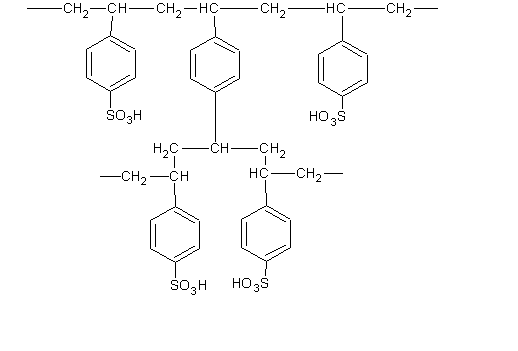 CH₂ CH CH₂ HC CH₂ HC CH₂
SO₃H HO₃S
H₂C CH CH₂
CH₂ CH HC CH₂
SO₃H HO₃S